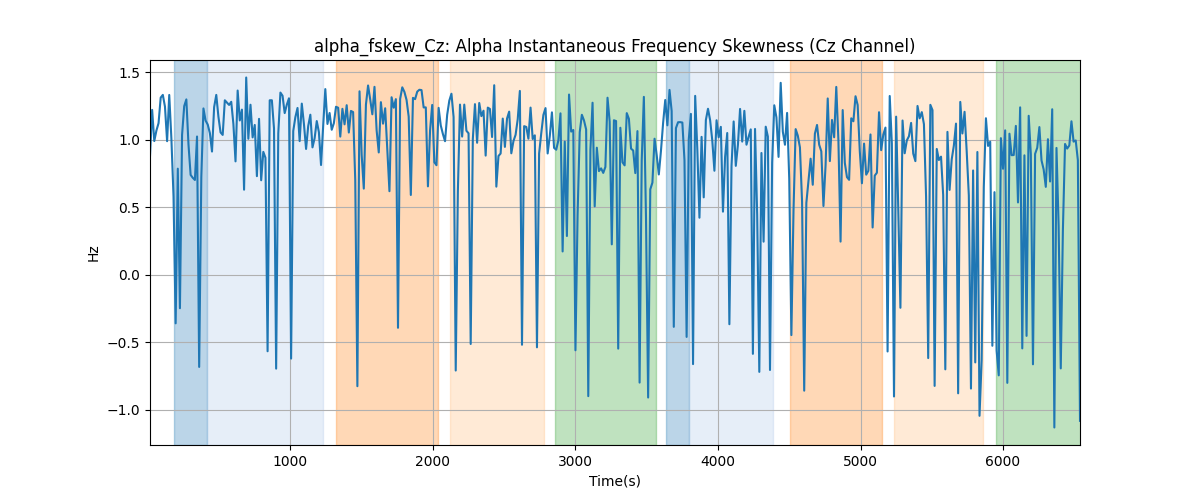 alpha_fskew_Cz: Alpha Instantaneous Frequency Skewness (Cz Channel)
1.5
1.0
0.5
0.0
−0.5
−1.0
Hz
1000 2000 3000 4000 5000 6000
Time(s)